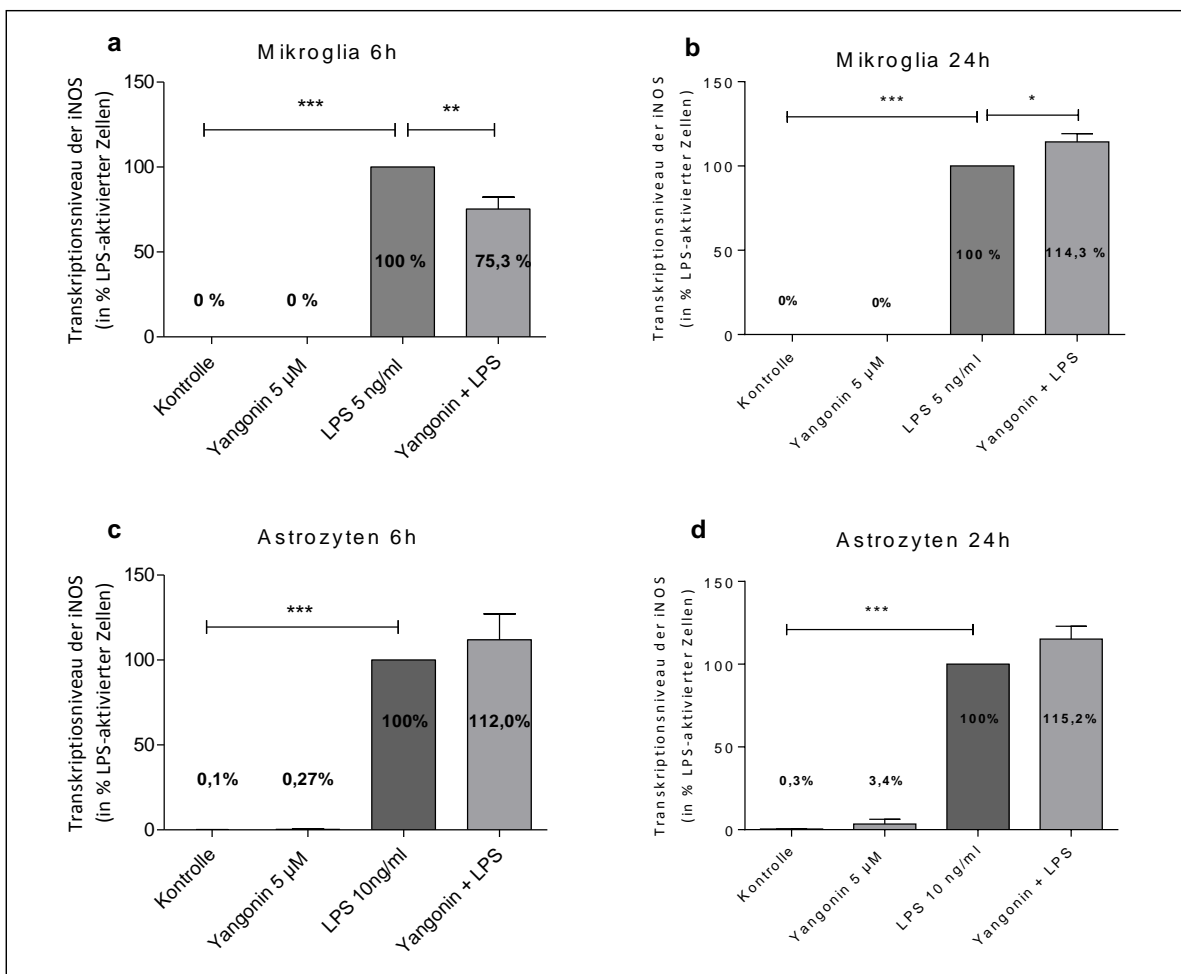 a
Mikroglia 6h
Transkriptionsniveau der iNOS
(in % LPS-aktivierter Zellen)
150
100
50
0
***
**
0 %
0 %
100 %
75,3 %
Kontrolle
Yangonin 5 µM
LPS 5 ng/ml
Yangonin + LPS
b
Mikroglia 24h
Transkriptionsniveau der iNOS
(in % LPS-aktivierter Zellen)
150
100
50
0
***
*
0%
0%
100 %
114,3 %
Kontrolle
Yangonin 5 µM
LPS 5 ng/ml
Yangonin + LPS
c
Astrozyten 6h
Transkriptiosniveau der iNOS
(in % LPS-aktivierter Zellen)
150
100
50
0
***
0,1%
0,27%
100%
112,0%
Kontrolle
Yangonin 5 µM
LPS 10ng/ml
Yangonin + LPS
d
Astrozyten 24h
Transkriptionsniveau der iNOS
(in % LPS-aktivierter Zellen)
150
100
50
0
***
0,3%
3,4%
100%
115,2%
Kontrolle
Yangonin 5 µM
LPS 10 ng/ml
Yangonin + LPS